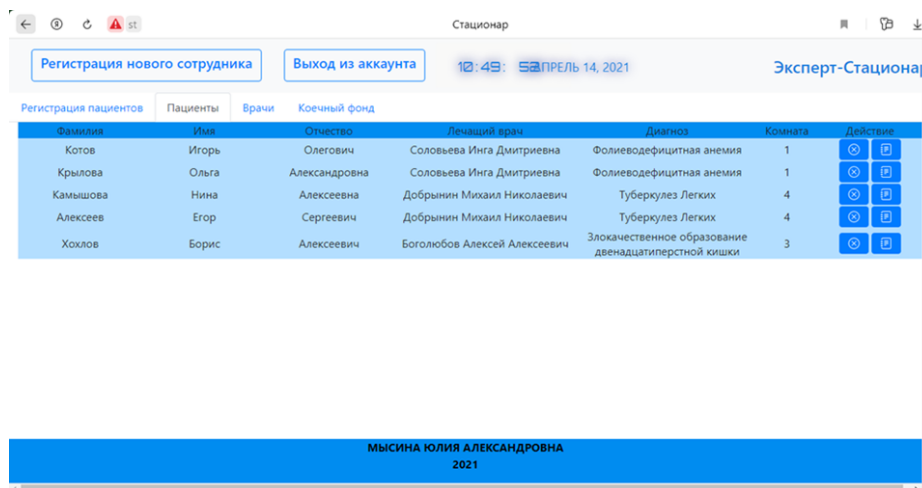 st Стационар
Регистрация нового сотрудника Выход из аккаунта 10:49: ПРЕЛЬ 14, 2021 Эксперт-Стациона
Регистрация пациентов Пациенты Врачи Коечный фонд
Фамилия Имя Отчество Лечащий врач Диагноз Комната Действие
Котов Игорь Олегович Соловьева Инга Дмитриевна Фолиеводефицитная анемия 1
Крылова Ольга Александровна Соловьева Инга Дмитриевна Фолиеводефицитная анемия 1
Камышова Нина Алексеевна Добрынин Михаил Николаевич Туберкулез Легких 4
Алексеев Егор Сергеевич Добрынин Михаил Николаевич Туберкулез Легких 4
Хохлов Борис Алексеевич Боголюбов Алексей Алексеевич Злокачественное образование
двенадцатиперстной кишки 3
МЫСИНА ЮЛИЯ АЛЕКСАНДРОВНА
2021